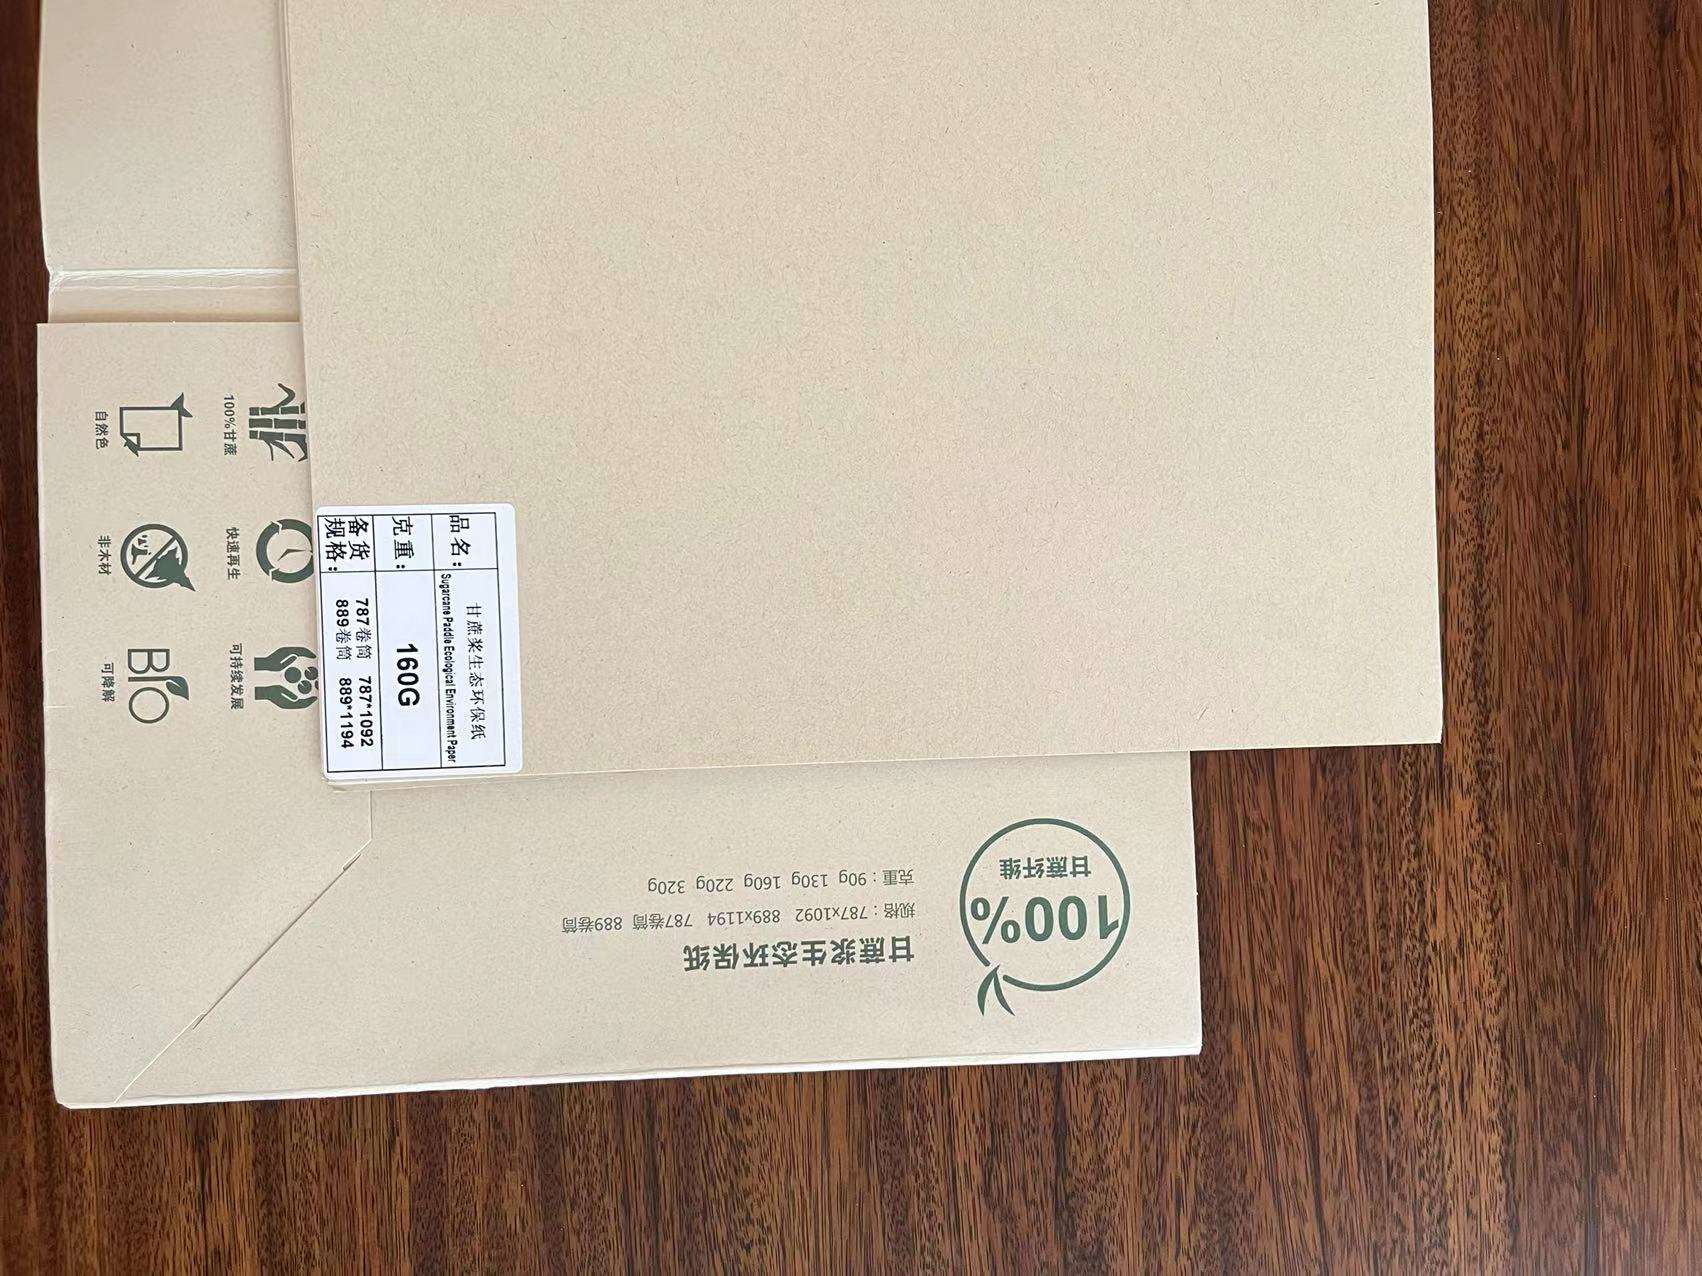 品名：
甘蔗桨生态环保纸
Sugarcane Paddle Ecological Environment Paper
克重：
160G
备货
规格：
787卷筒 787*1092
889卷筒 889*1194
100%甘蔗
快速再生
可持续发展
自然色
非木材
BIO
可降解
100%
甘蔗纤维
甘蔗浆生态环保纸
规格：787x1092 889x1194 787卷筒 889卷筒
克重：90g 130g 160g 220g 320g